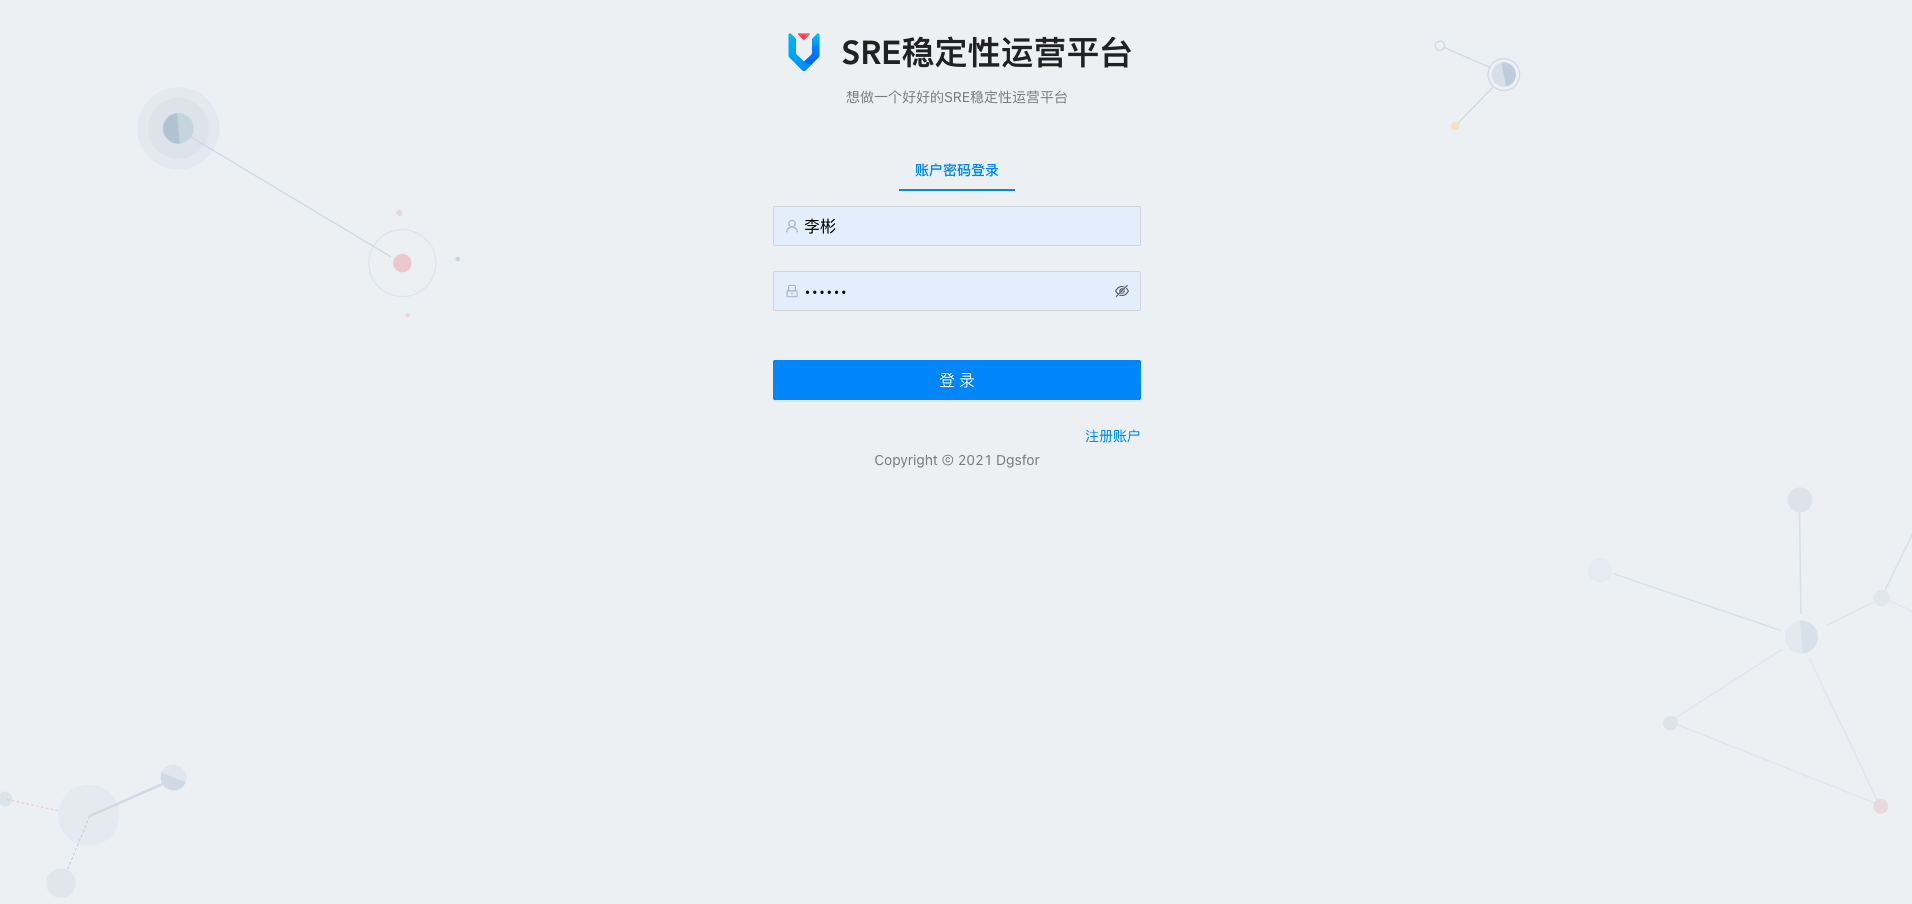 SRE稳定性运营平台
想做一个好好的SRE稳定性运营平台
账户密码登录
李彬
••••••
登 录
注册账户
Copyright © 2021 Dgsfor